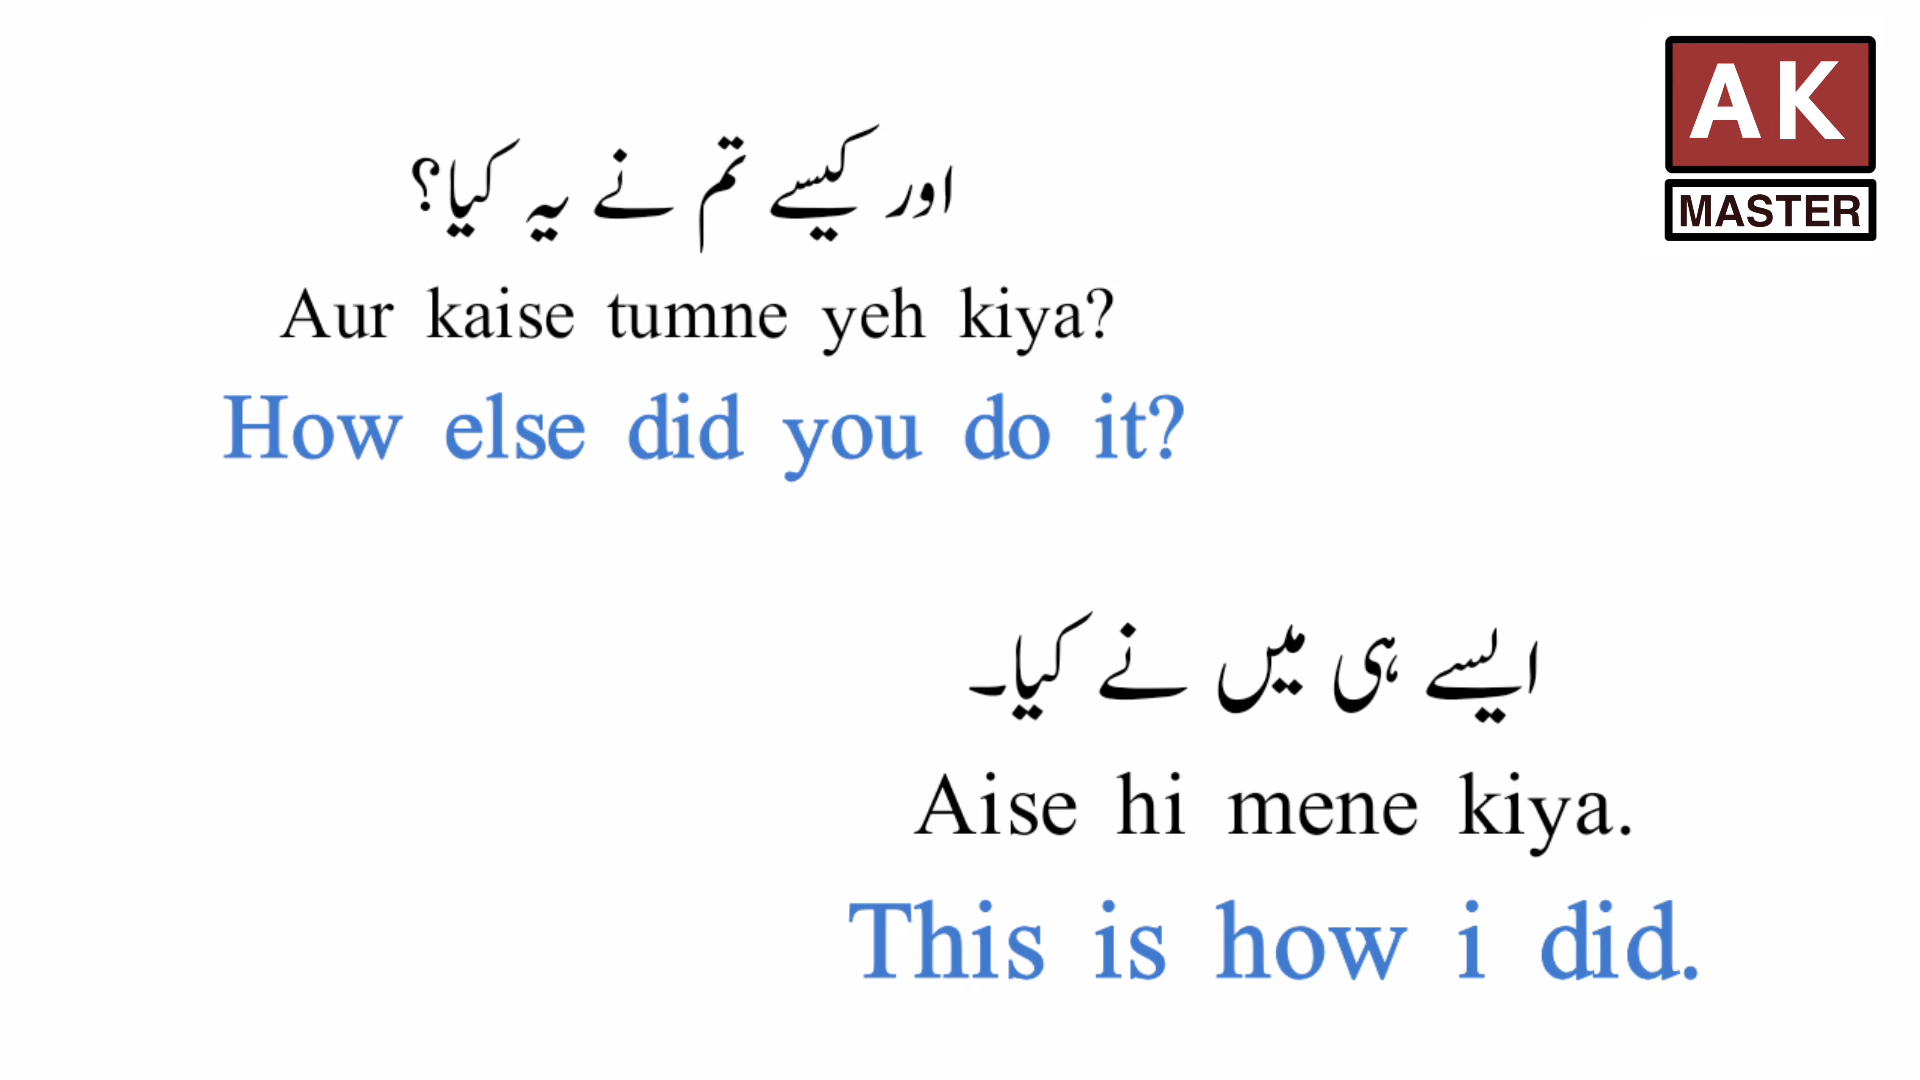 AK
MASTER
اور کیسے تم نے یہ کیا؟
Aur kaise tumne yeh kiya?
How else did you do it?
ایسے ہی میں نے کیا۔
Aise hi mene kiya.
This is how i did.